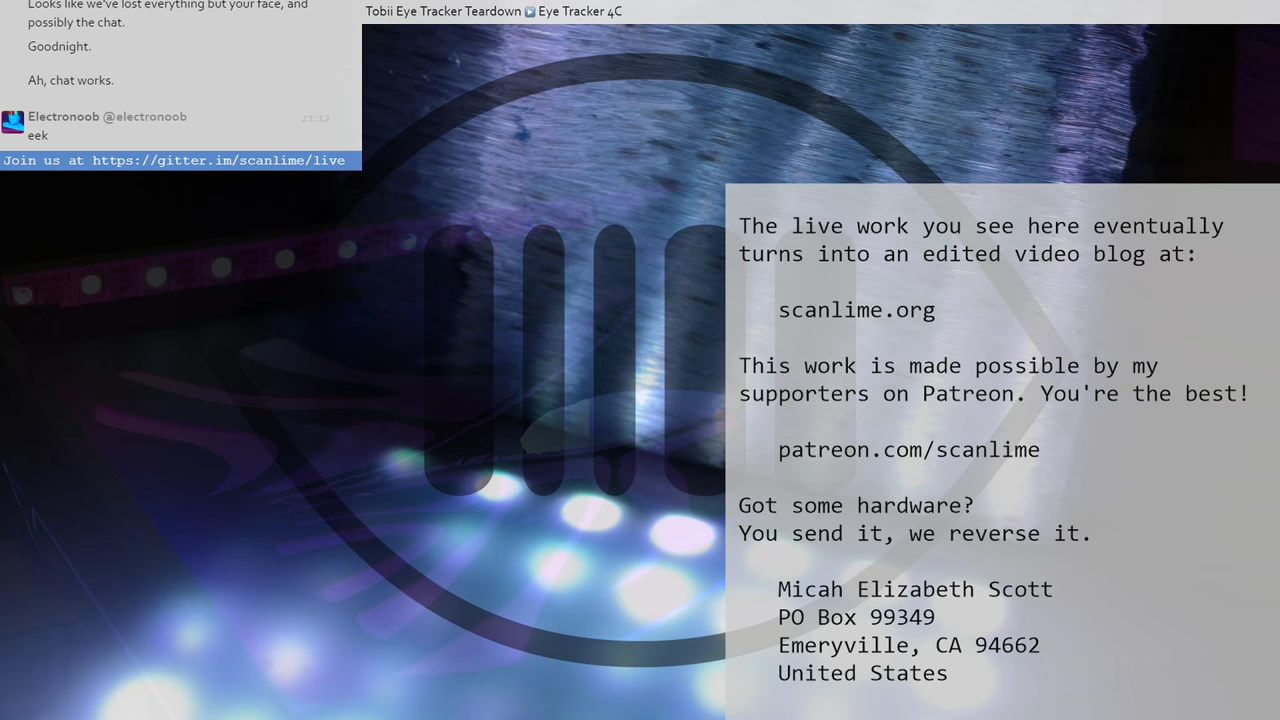 Looks like we've lost everything but your face, and
possibly the chat.
Goodnight.
Ah, chat works.
Electronoob @electronoob 21:12
eek
Join us at https://gitter.im/scanlime/live
Tobii Eye Tracker Teardown ▶ Eye Tracker 4C
The live work you see here eventually
turns into an edited video blog at:
scanlime.org
This work is made possible by my
supporters on Patreon. You're the best!
patreon.com/scanlime
Got some hardware?
You send it, we reverse it.
Micah Elizabeth Scott
PO Box 99349
Emeryville, CA 94662
United States